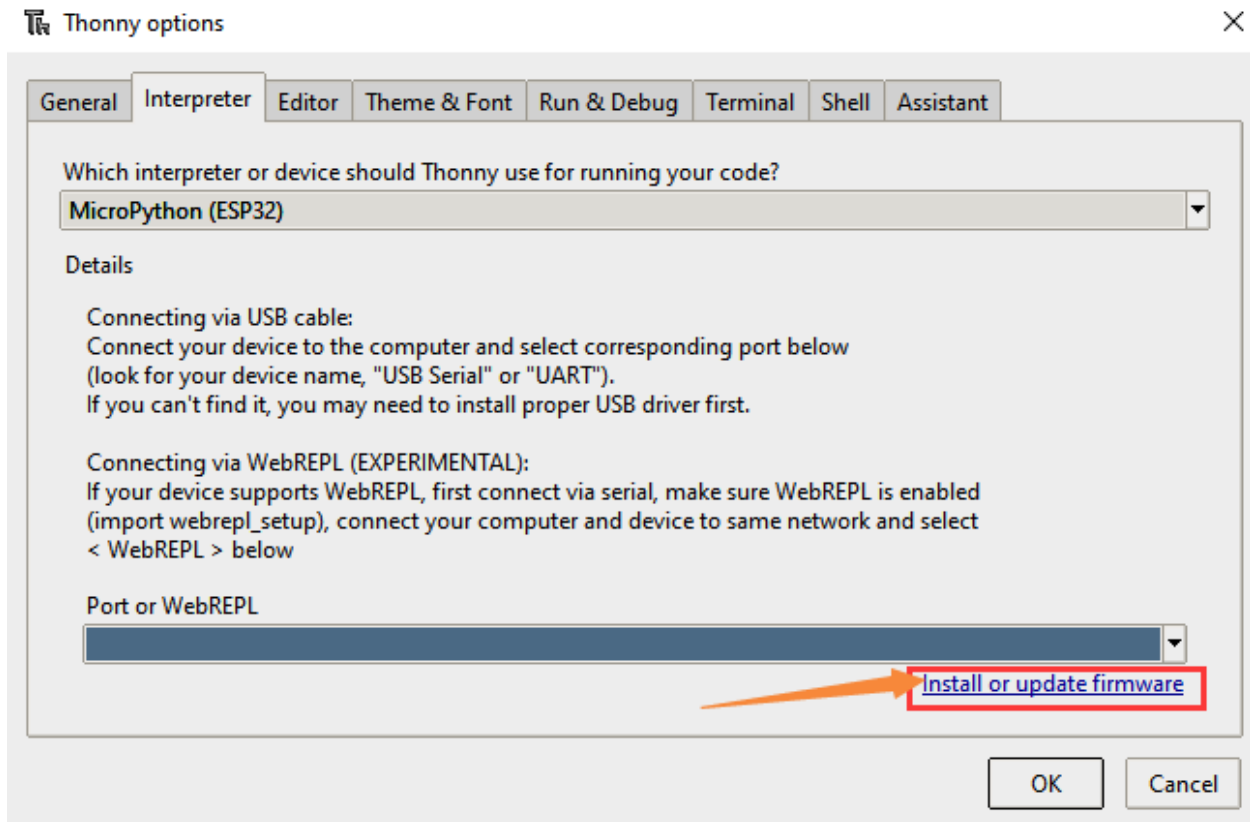 Thonny options
General Interpreter Editor Theme & Font Run & Debug Terminal Shell Assistant
Which interpreter or device should Thonny use for running your code?
MicroPython (ESP32)
Details
Connecting via USB cable:
Connect your device to the computer and select corresponding port below
(look for your device name, "USB Serial" or "UART").
If you can't find it, you may need to install proper USB driver first.
Connecting via WebREPL (EXPERIMENTAL):
If your device supports WebREPL, first connect via serial, make sure WebREPL is enabled
(import webrepl_setup), connect your computer and device to same network and select
< WebREPL > below
Port or WebREPL
Install or update firmware
OK Cancel